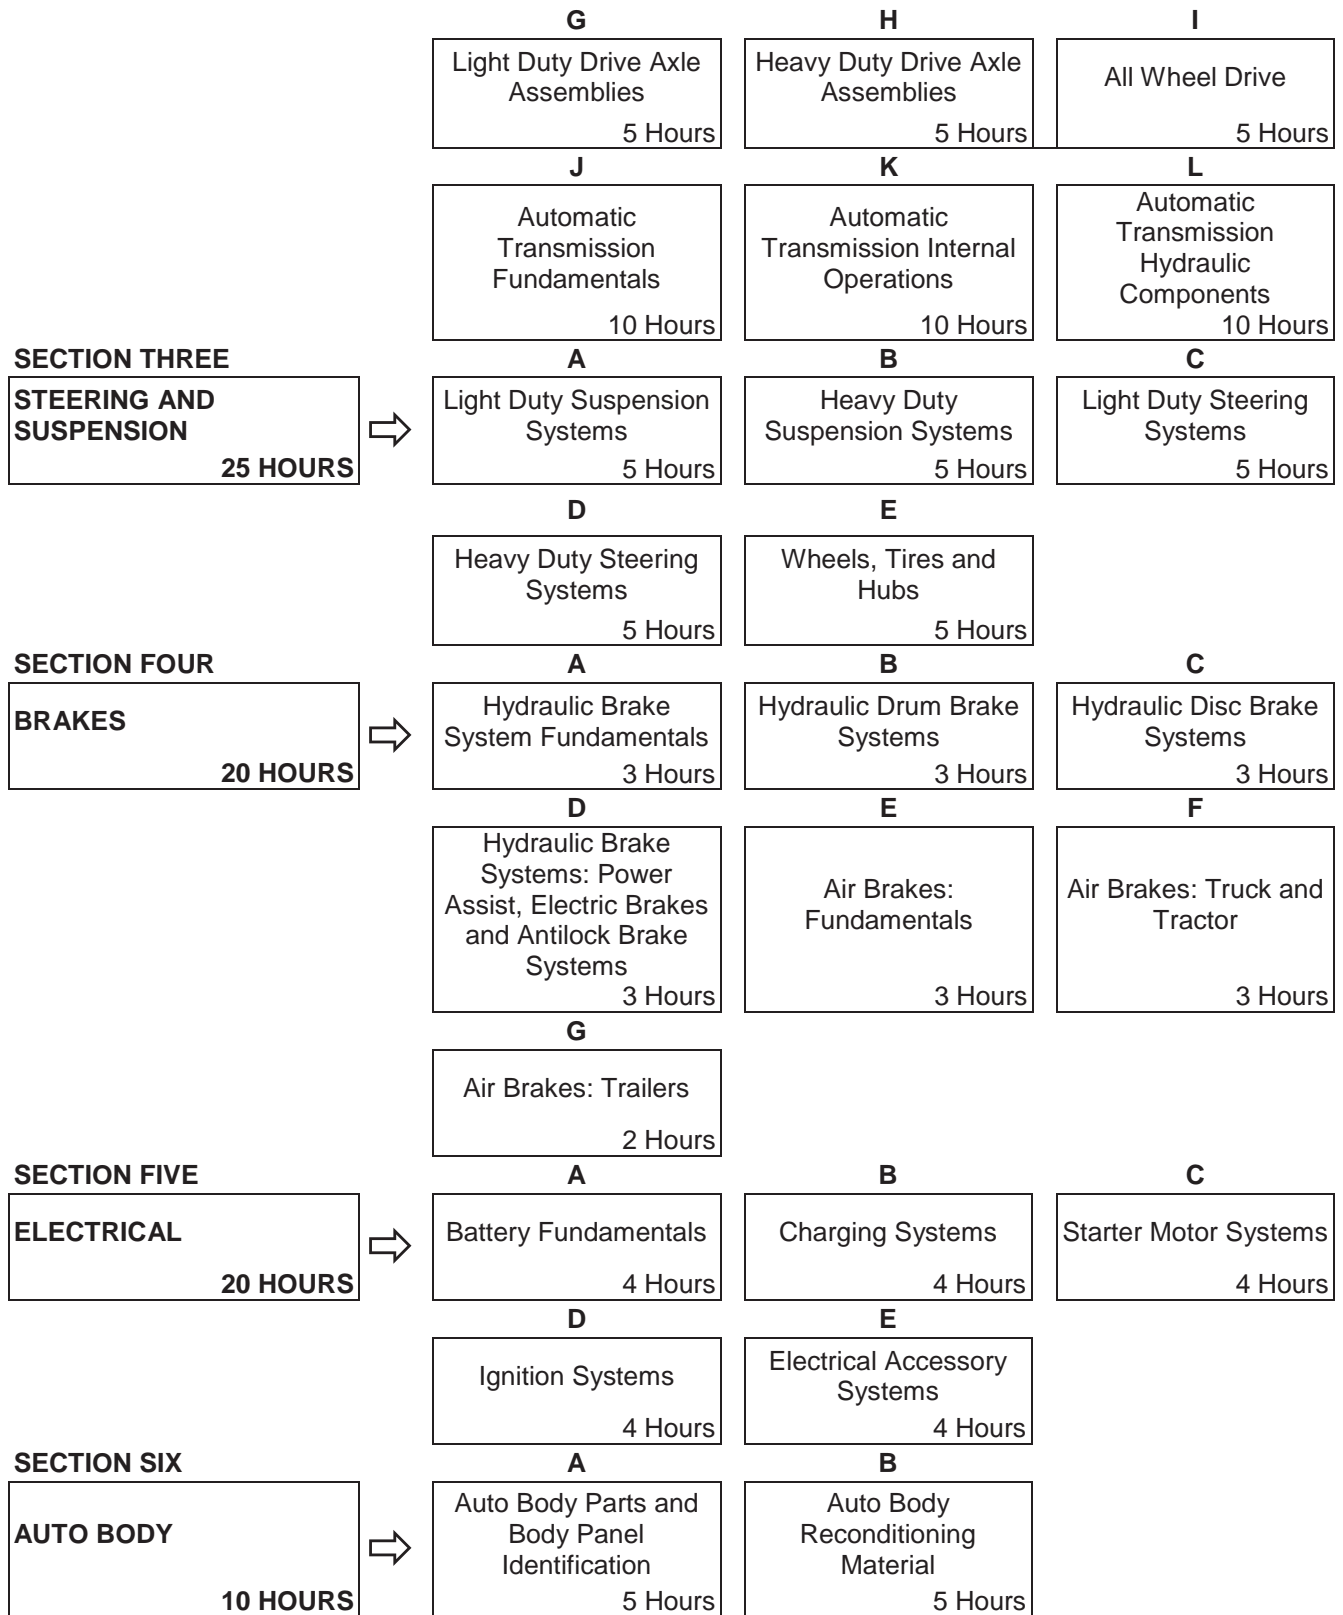 G H I
Light Duty Drive Axle
Assemblies
5 Hours
Heavy Duty Drive Axle
Assemblies
5 Hours
All Wheel Drive
5 Hours
J K L
Automatic
Transmission
Fundamentals
10 Hours
Automatic
Transmission Internal
Operations
10 Hours
Automatic
Transmission
Hydraulic
Components
10 Hours
SECTION THREE A B C
STEERING AND
SUSPENSION
25 HOURS
Light Duty Suspension
Systems
5 Hours
Heavy Duty
Suspension Systems
5 Hours
Light Duty Steering
Systems
5 Hours
D E
Heavy Duty Steering
Systems
5 Hours
Wheels, Tires and
Hubs
5 Hours
SECTION FOUR A B C
BRAKES
20 HOURS
Hydraulic Brake
System Fundamentals
3 Hours
Hydraulic Drum Brake
Systems
3 Hours
Hydraulic Disc Brake
Systems
3 Hours
D E F
Hydraulic Brake
Systems: Power
Assist, Electric Brakes
and Antilock Brake
Systems
3 Hours
Air Brakes:
Fundamentals
3 Hours
Air Brakes: Truck and
Tractor
3 Hours
G
Air Brakes: Trailers
2 Hours
SECTION FIVE A B C
ELECTRICAL
20 HOURS
Battery Fundamentals
4 Hours
Charging Systems
4 Hours
Starter Motor Systems
4 Hours
D E
Ignition Systems
4 Hours
Electrical Accessory
Systems
4 Hours
SECTION SIX A B
AUTO BODY
10 HOURS
Auto Body Parts and
Body Panel
Identification
5 Hours
Auto Body
Reconditioning
Material
5 Hours